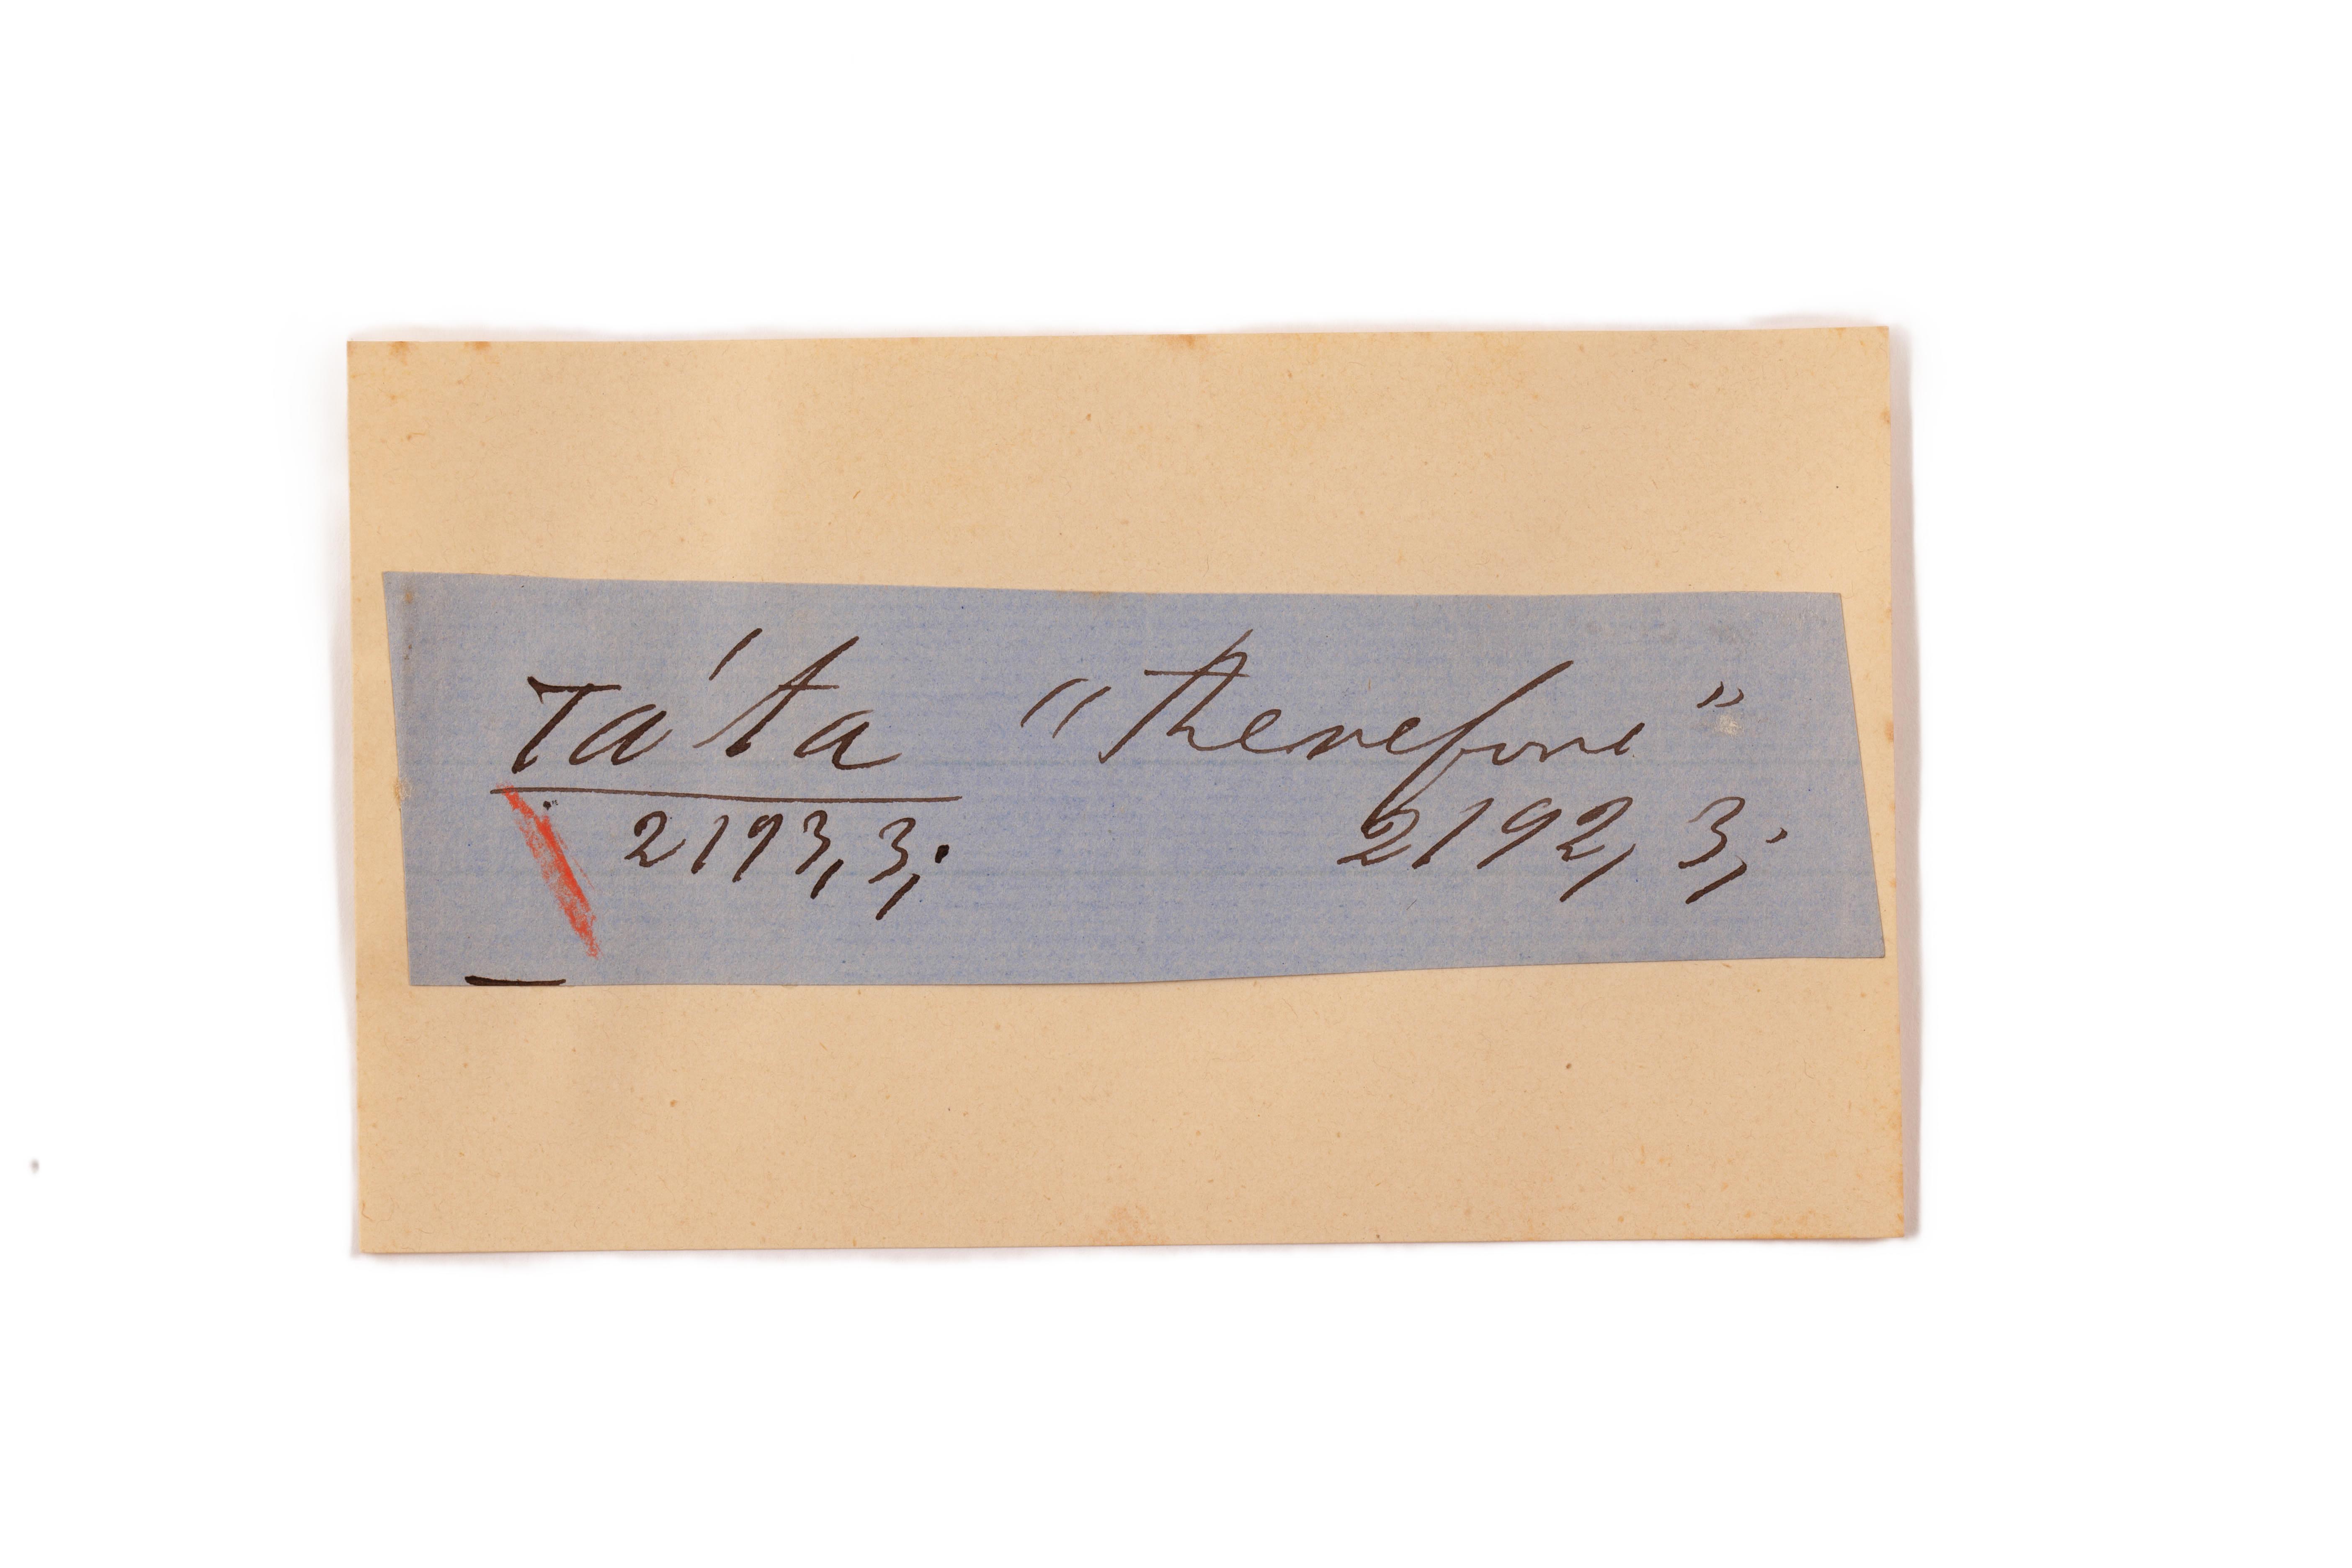 Ta'ta "therefore"
2193, 3; 2192, 3;